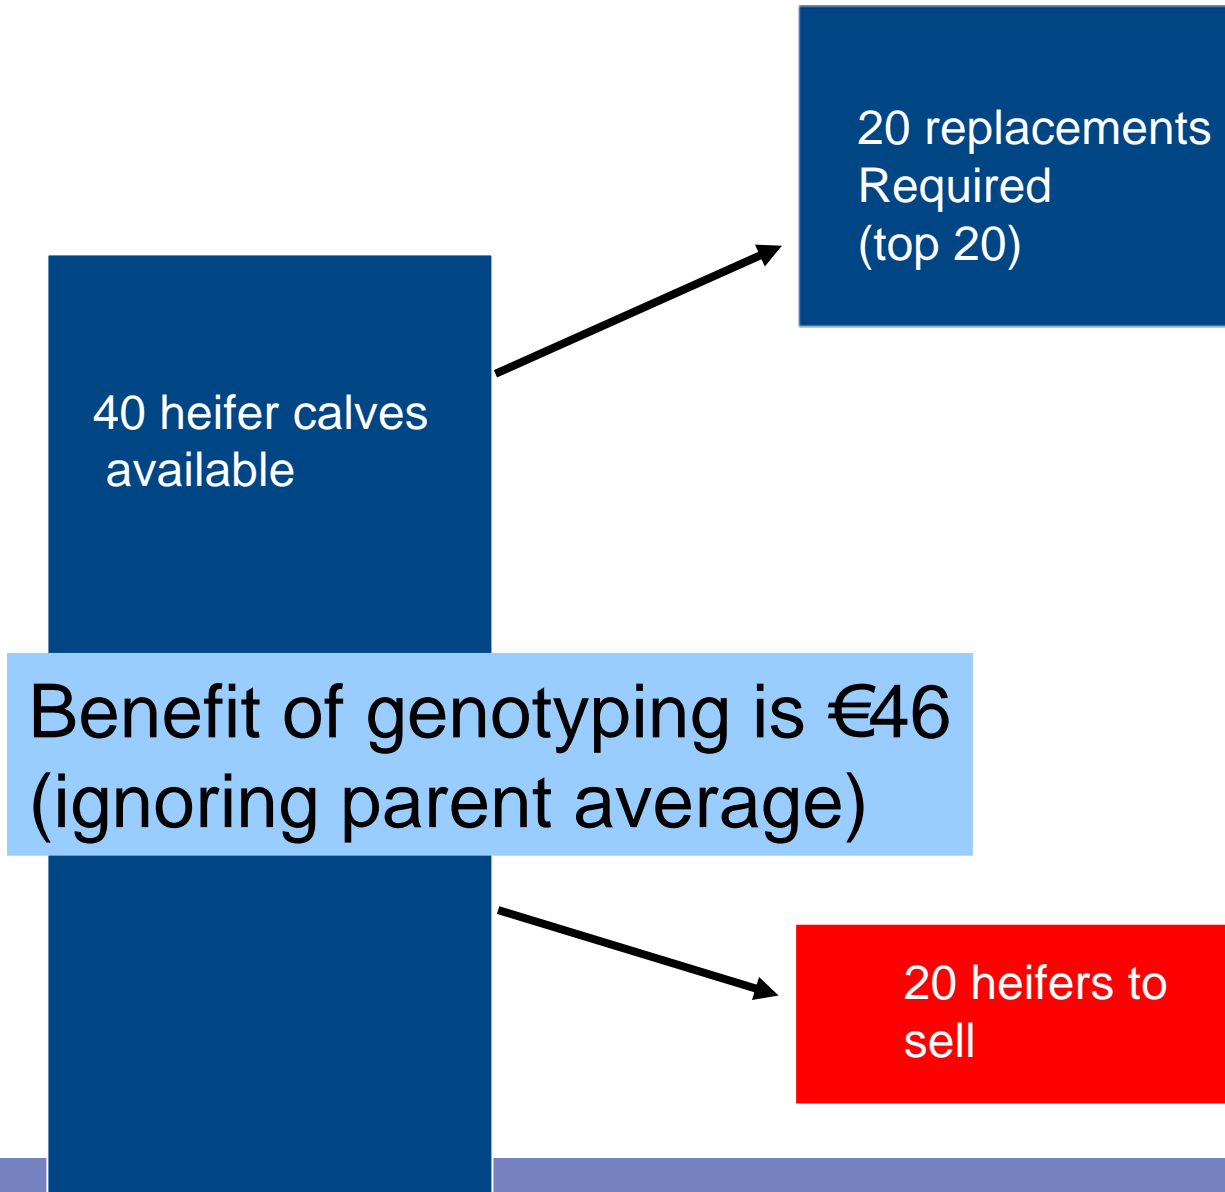 20 replacements
Required
(top 20)
40 heifer calves
available
Benefit of genotyping is €46
(ignoring parent average)
20 heifers to
sell